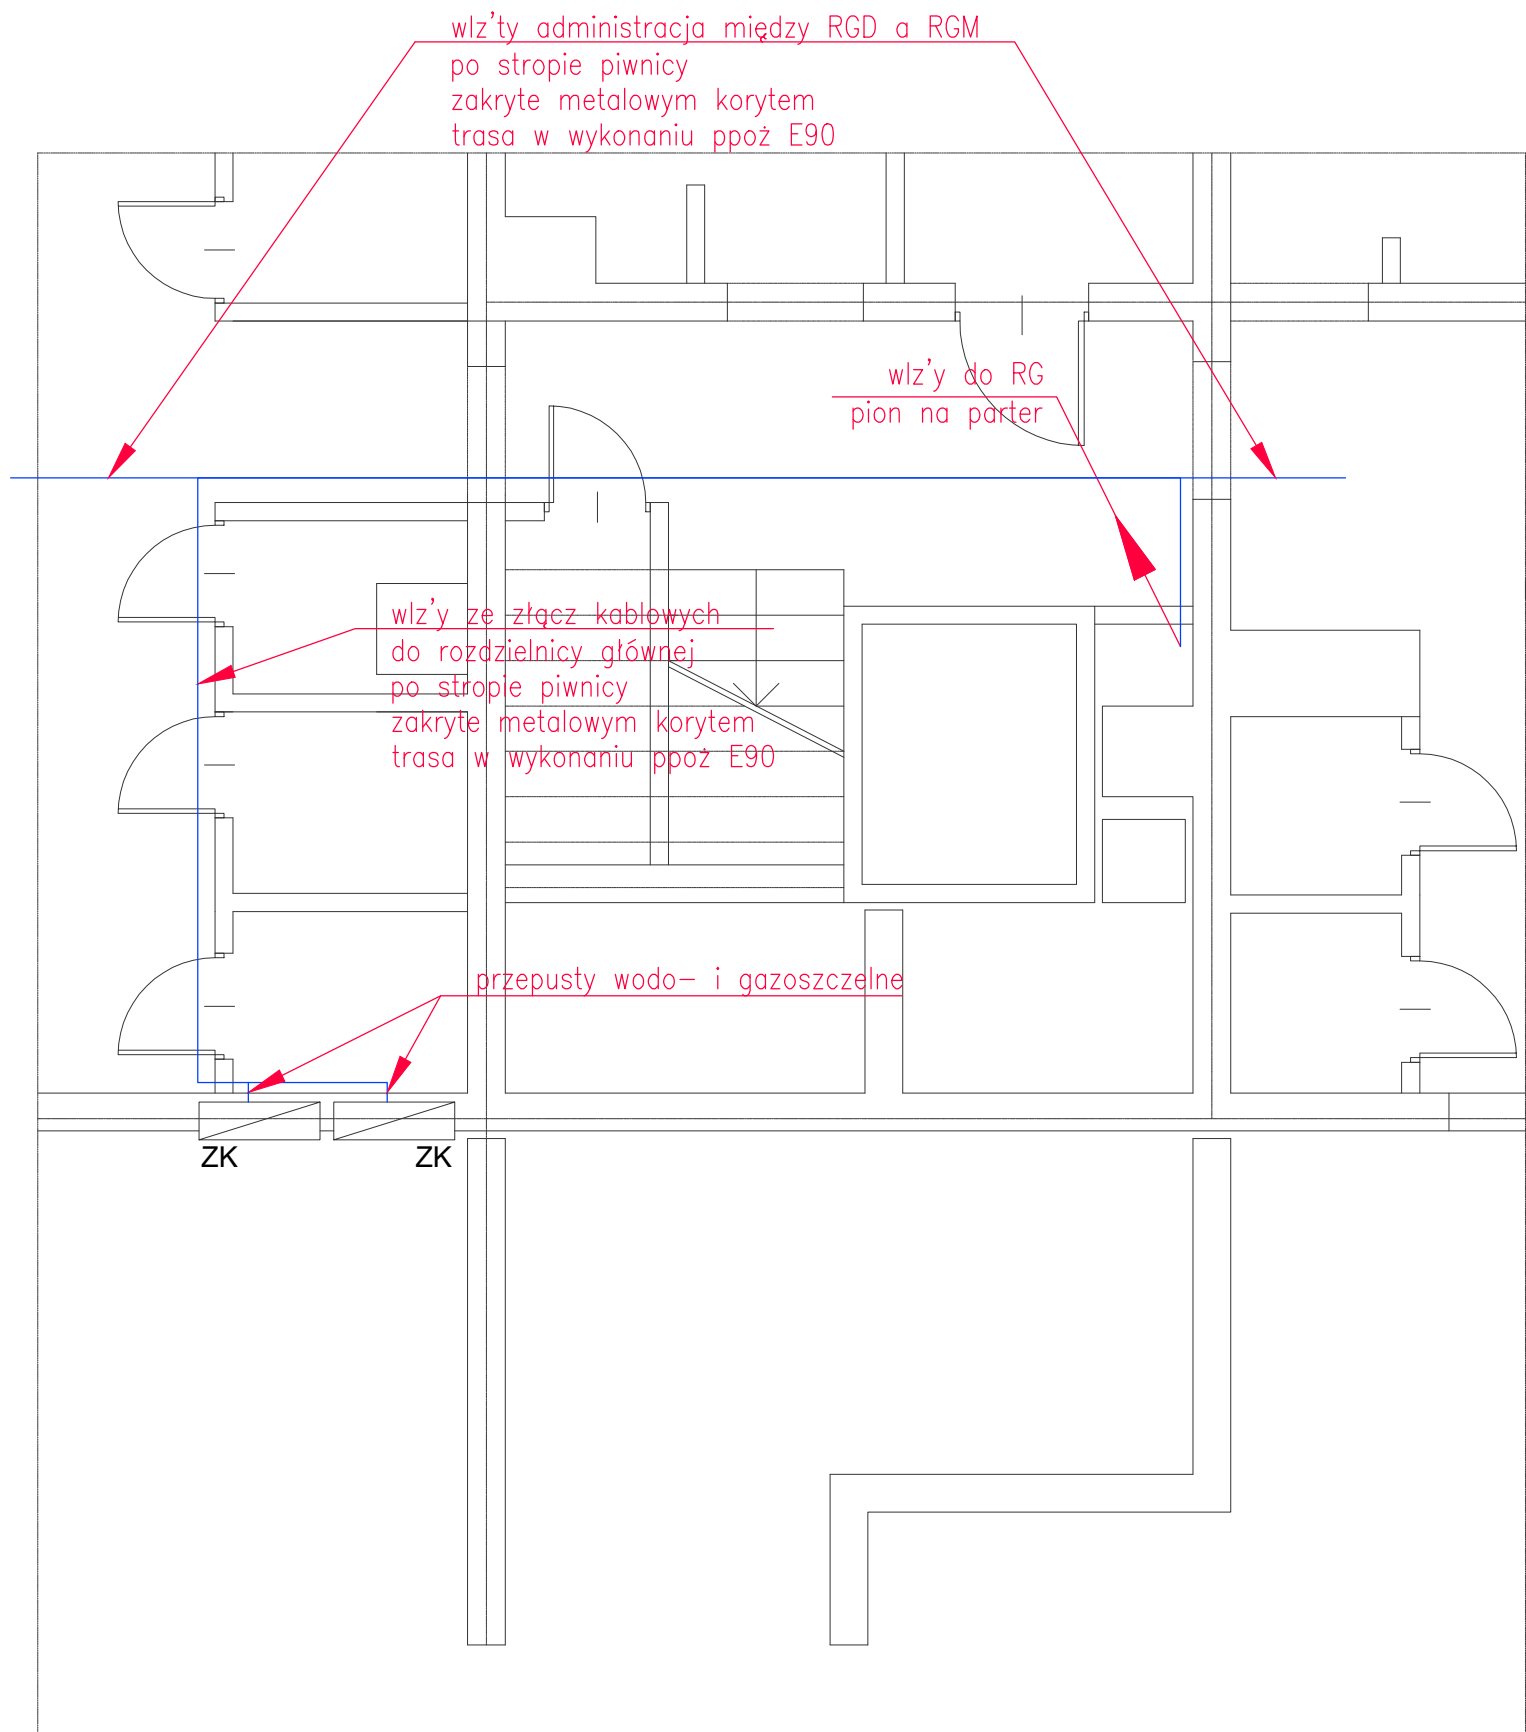 wlz'ty administracja między RGD a RGM
po stropie piwnicy
zakryte metalowym korytem
trasa w wykonaniu ppoż E90
wlz'y do RG
pion na parter
wlz'y ze złącz kablowych
do rozdzielnicy głównej
po stropie piwnicy
zakryte metalowym korytem
trasa w wykonaniu ppoż E90
przepusty wodo- i gazoszczelne
ZK
ZK